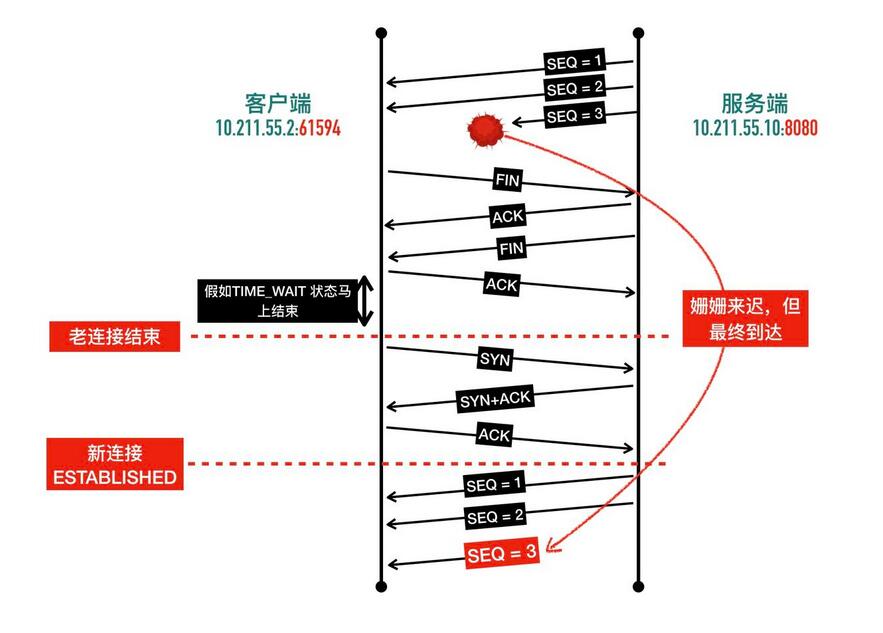 SEQ = 1
SEQ = 2
SEQ = 3
客户端
10.211.55.2:61594
服务端
10.211.55.10:8080
FIN
ACK
FIN
ACK
假如TIME_WAIT 状态马
上结束
姗姗来迟，但
最终到达
老连接结束
SYN
SYN+ACK
ACK
新连接
ESTABLISHED
SEQ = 1
SEQ = 2
SEQ = 3